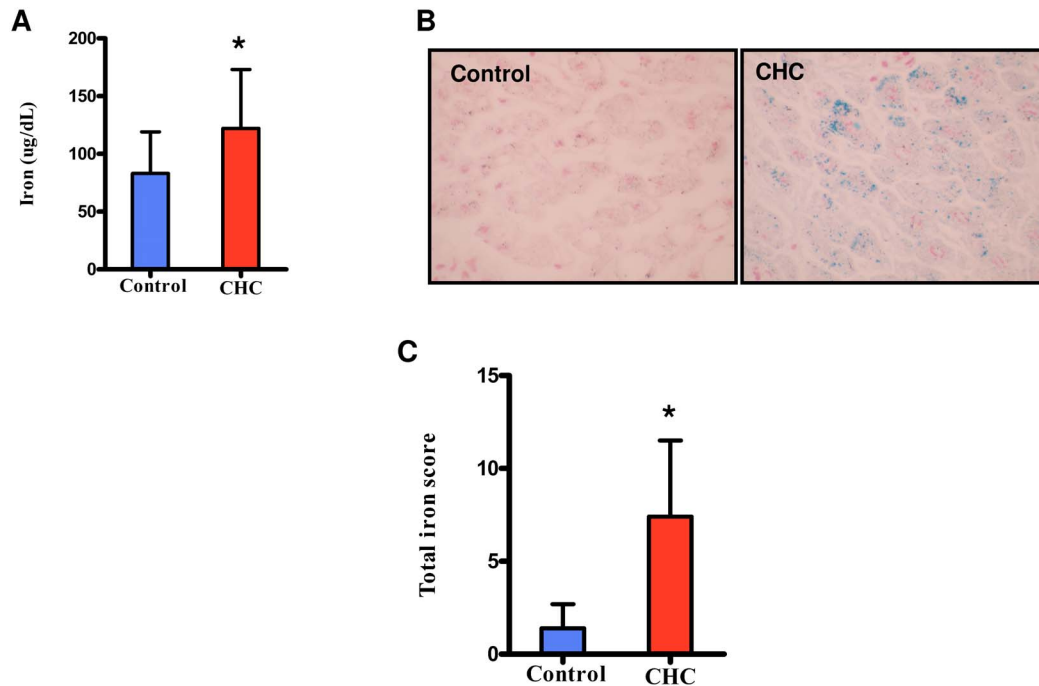 A
200
150
100
50
0
Iron (ug/dL)
*
Control
CHC
B
Control
CHC
C
15
10
5
0
Total iron score
*
Control
CHC